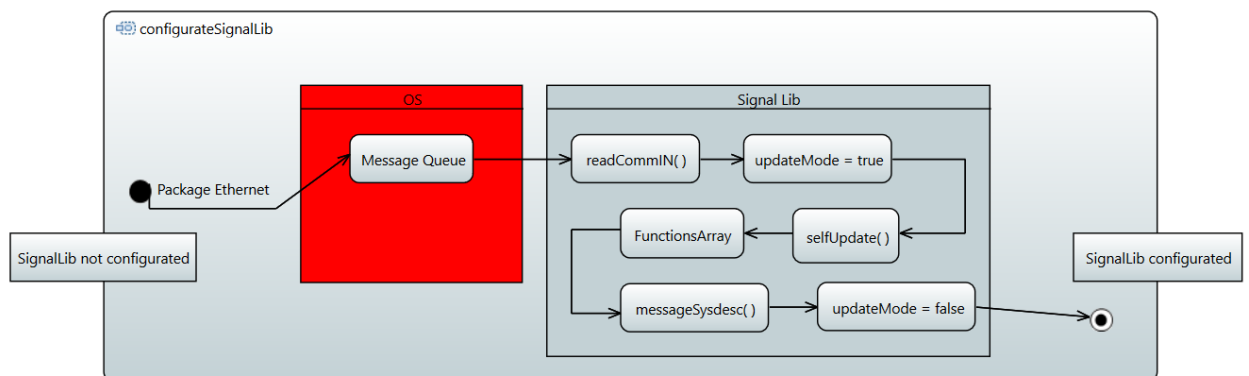 configurateSignalLib
OS
Signal Lib
Message Queue
readCommIN( )
updateMode = true
Package Ethernet
FunctionsArray
selfUpdate( )
SignalLib not configurated
SignalLib configurated
messageSysdesc( )
updateMode = false